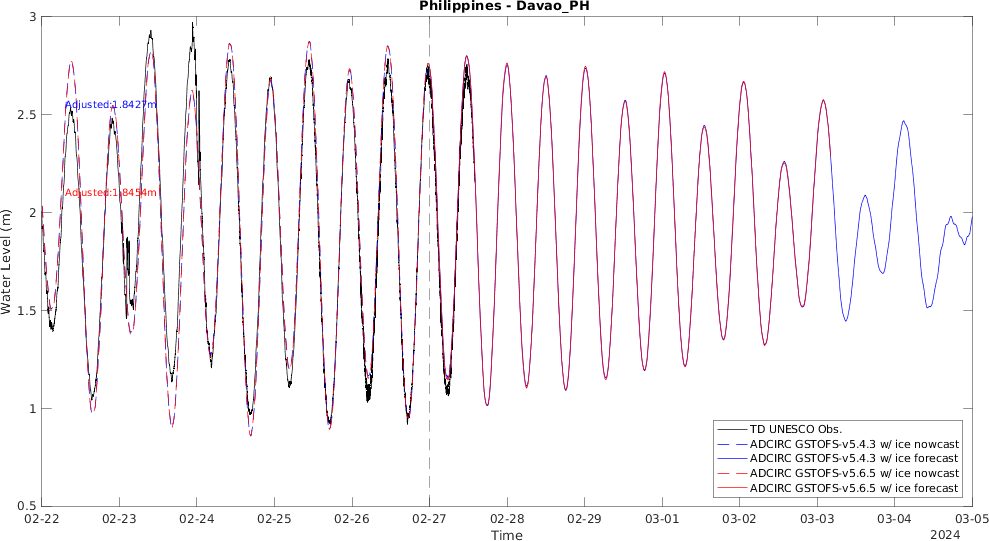 Philippines - Davao_PH
3
2.5
2
1.5
1
0.5
Water Level (m)
Adjusted:1.8427m
Adjusted:1.8454m
TD UNESCO Obs.
ADCIRC GSTOFS-v5.4.3 w/ ice nowcast
ADCIRC GSTOFS-v5.4.3 w/ ice forecast
ADCIRC GSTOFS-v5.6.5 w/ ice nowcast
ADCIRC GSTOFS-v5.6.5 w/ ice forecast
02-22 02-23 02-24 02-25 02-26 02-27 02-28 02-29 03-01 03-02 03-03 03-04 03-05
Time
2024